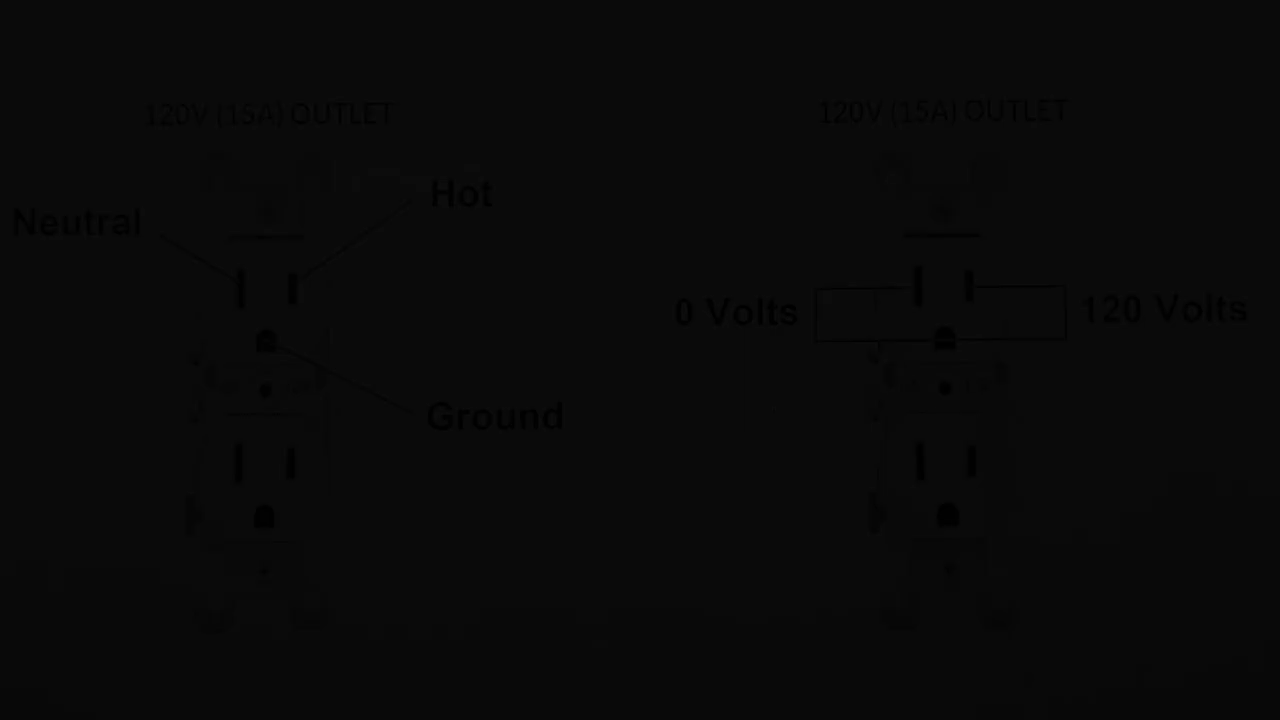 120V (15A) OUTLET
120V (15A) OUTLET
Hot
Neutral
0 Volts
120 Volts
Ground